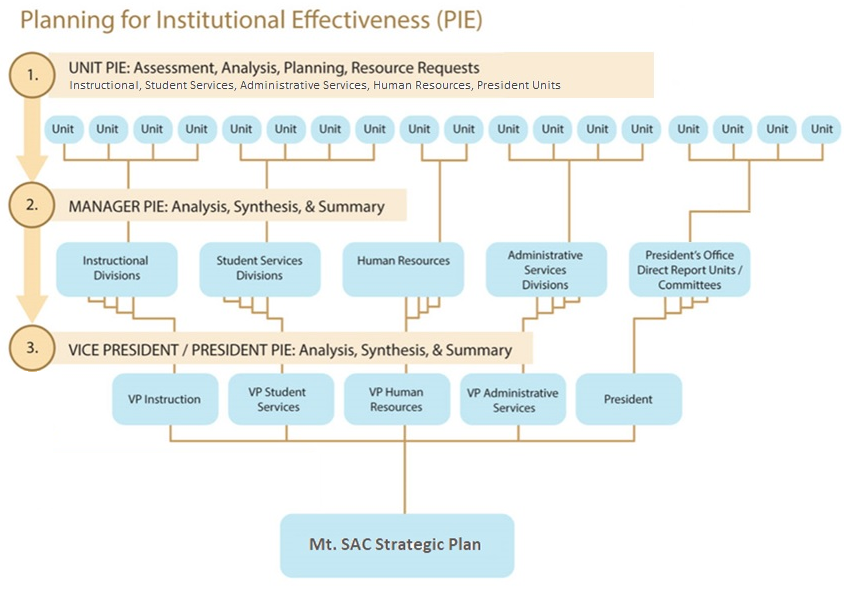 Planning for Institutional Effectiveness (PIE)
1.
UNIT PIE: Assessment, Analysis, Planning, Resource Requests
Instructional, Student Services, Administrative Services, Human Resources, President Units
Unit Unit Unit Unit Unit Unit Unit Unit Unit Unit Unit Unit Unit Unit Unit Unit Unit Unit
2.
MANAGER PIE: Analysis, Synthesis, & Summary
Instructional
Divisions
Student Services
Divisions
Human Resources
Administrative
Services
Divisions
President's Office
Direct Report Units /
Committees
3.
VICE PRESIDENT / PRESIDENT PIE: Analysis, Synthesis, & Summary
VP Instruction
VP Student
Services
VP Human
Resources
VP Administrative
Services
President
Mt. SAC Strategic Plan